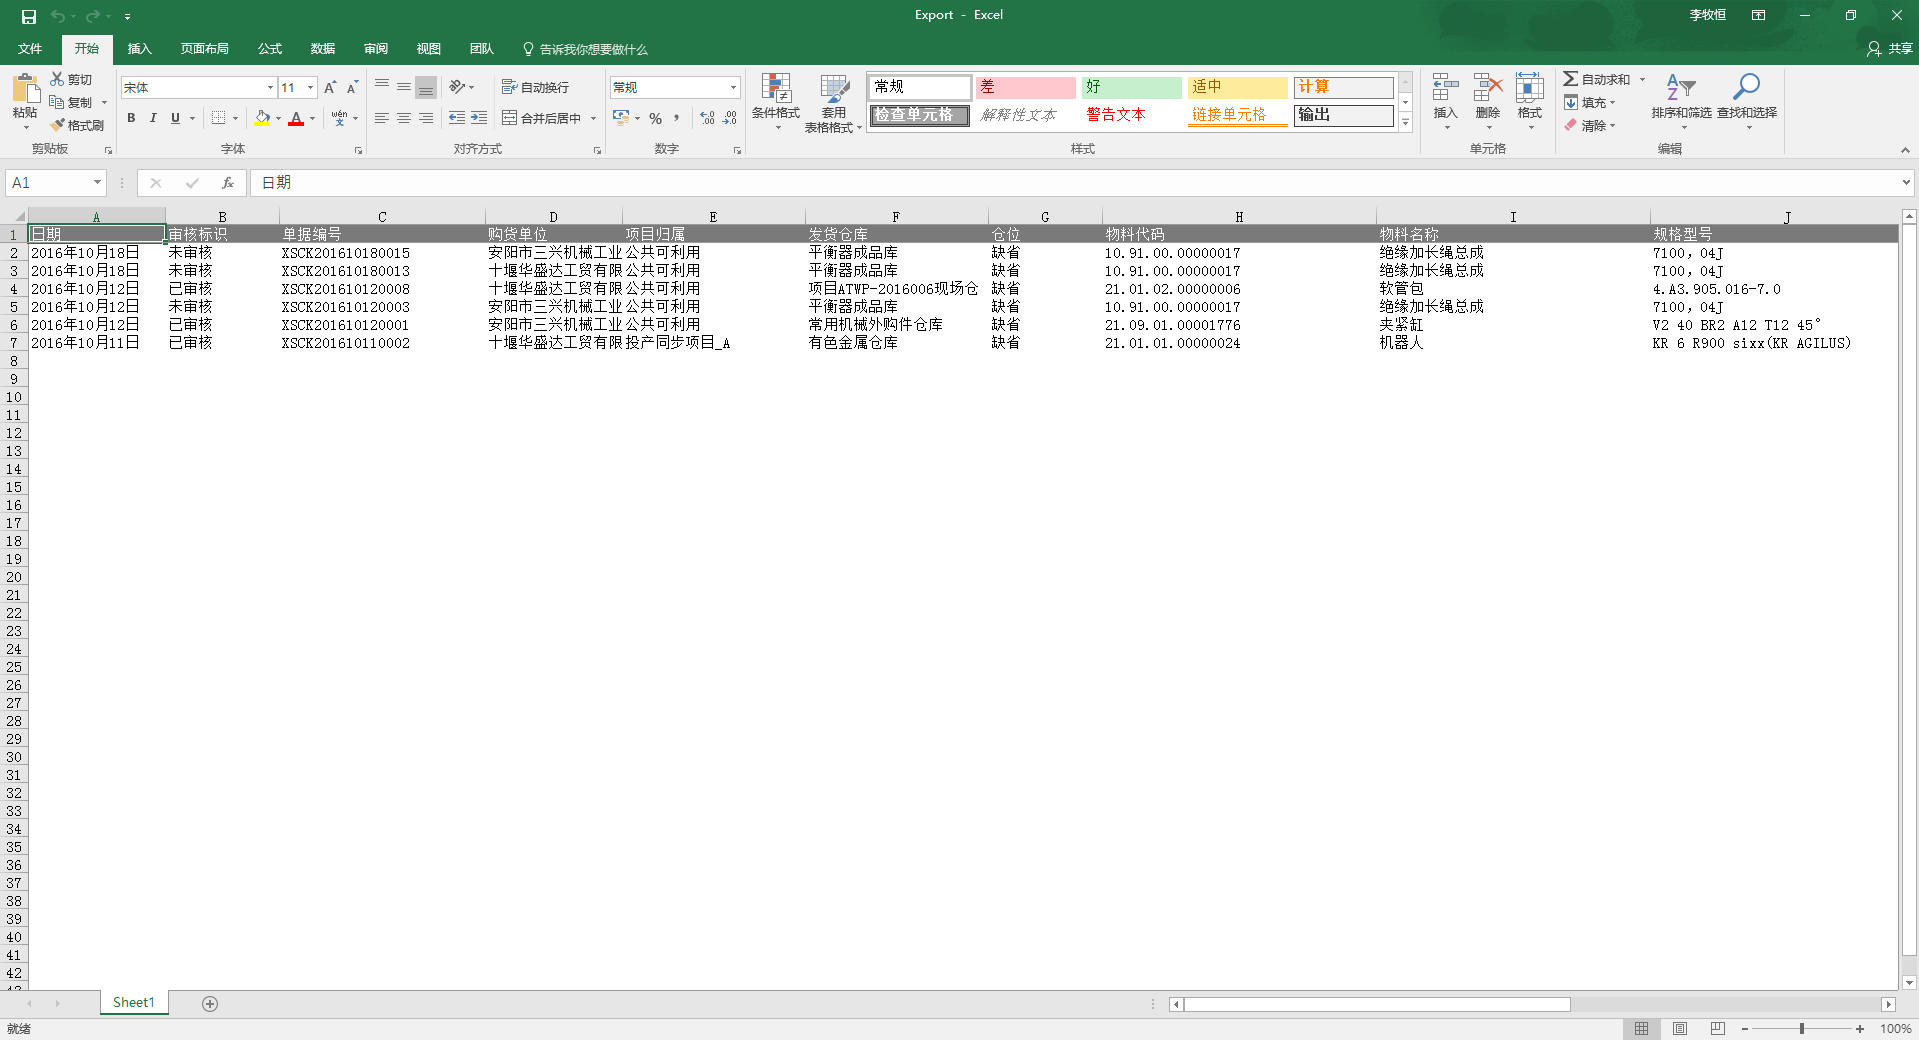 Export - Excel
李牧恒
文件 开始 插入 页面布局 公式 数据 审阅 视图 团队 告诉我你想要做什么 共享
粘贴 剪切 复制 格式刷 剪贴板
宋体 11 B I U A wén 文 字体
自动换行 合并后居中 对齐方式
常规 % 数字
条件格式 套用表格格式
常规 差 好 适中 计算
检查单元格 解释性文本 警告文本 链接单元格 输出
样式
插入 删除 格式 单元格
自动求和 填充 清除 排序和筛选 查找和选择 编辑
A1 fx 日期
A B C D E F G H I J
1 日期 审核标识 单据编号 购货单位 项目归属 发货仓库 仓位 物料代码 物料名称 规格型号
2 2016年10月18日 未审核 XSCK201610180015 安阳市三兴机械工业 公共可利用 平衡器成品库 缺省 10.91.00.00000017 绝缘加长绳总成 7100，04J
3 2016年10月18日 未审核 XSCK201610180013 十堰华盛达工贸有限 公共可利用 平衡器成品库 缺省 10.91.00.00000017 绝缘加长绳总成 7100，04J
4 2016年10月12日 已审核 XSCK201610120008 十堰华盛达工贸有限 公共可利用 项目ATWP-2016006现场仓 缺省 21.01.02.00000006 软管包 4.A3.905.016-7.0
5 2016年10月12日 未审核 XSCK201610120003 安阳市三兴机械工业 公共可利用 平衡器成品库 缺省 10.91.00.00000017 绝缘加长绳总成 7100，04J
6 2016年10月12日 已审核 XSCK201610120001 安阳市三兴机械工业 公共可利用 常用机械外购件仓库 缺省 21.09.01.00001776 夹紧缸 V2 40 BR2 A12 T12 45°
7 2016年10月11日 已审核 XSCK201610110002 十堰华盛达工贸有限 投产同步项目_A 有色金属仓库 缺省 21.01.01.00000024 机器人 KR 6 R900 sixx(KR AGILUS)
8
9
10
11
12
13
14
15
16
17
18
19
20
21
22
23
24
25
26
27
28
29
30
31
32
33
34
35
36
37
38
39
40
41
42
Sheet1
就绪 100%